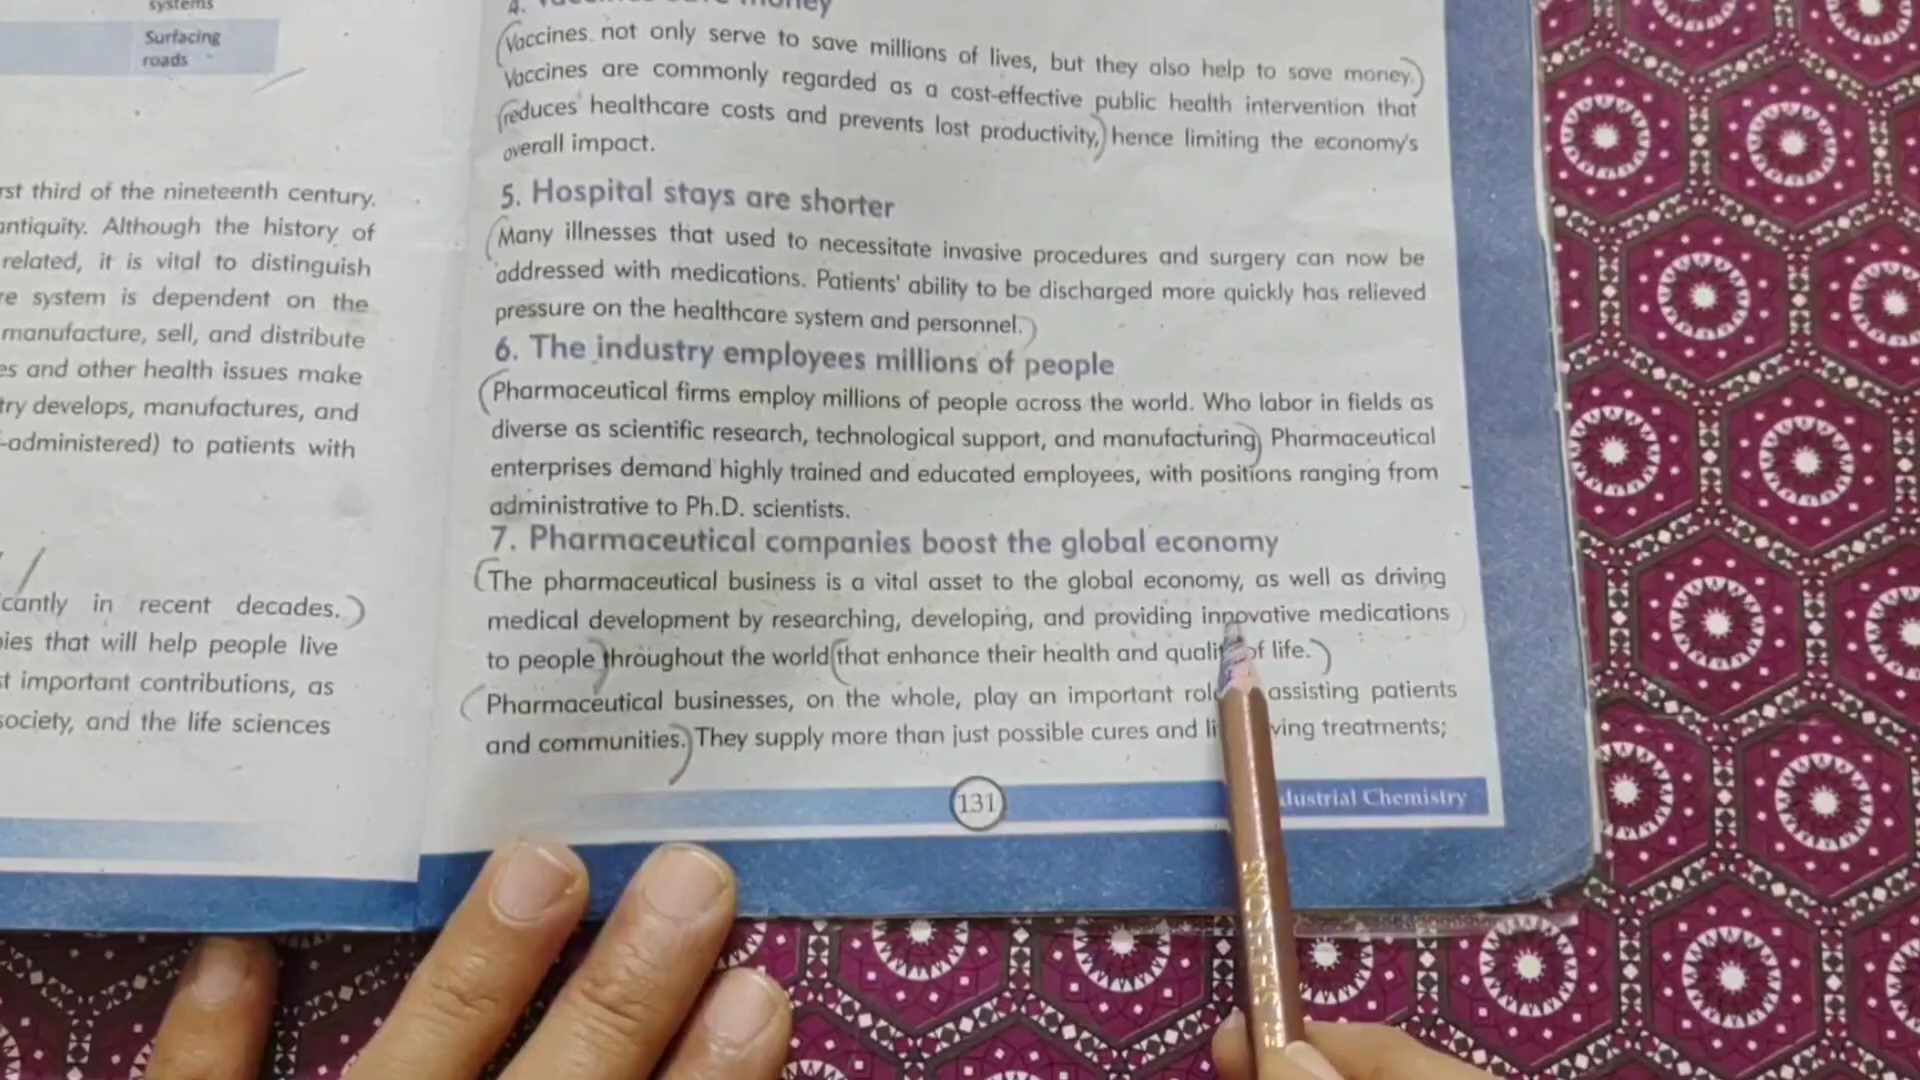 systems
Surfacing
roads
rst third of the nineteenth century.
antiquity. Although the history of
related, it is vital to distinguish
re system is dependent on the
manufacture, sell, and distribute
es and other health issues make
try develops, manufactures, and
-administered) to patients with
cantly in recent decades.)
pies that will help people live
st important contributions, as
society, and the life sciences
4. Vaccines save money
(Vaccines not only serve to save millions of lives, but they also help to save money.)
Vaccines are commonly regarded as a cost-effective public health intervention that
(reduces healthcare costs and prevents lost productivity,) hence limiting the economy's
overall impact.
5. Hospital stays are shorter
(Many illnesses that used to necessitate invasive procedures and surgery can now be
addressed with medications. Patients' ability to be discharged more quickly has relieved
pressure on the healthcare system and personnel.)
6. The industry employees millions of people
(Pharmaceutical firms employ millions of people across the world. Who labor in fields as
diverse as scientific research, technological support, and manufacturing) Pharmaceutical
enterprises demand highly trained and educated employees, with positions ranging from
administrative to Ph.D. scientists.
7. Pharmaceutical companies boost the global economy
(The pharmaceutical business is a vital asset to the global economy, as well as driving
medical development by researching, developing, and providing innovative medications
to people) throughout the world (that enhance their health and quality of life.)
(Pharmaceutical businesses, on the whole, play an important role assisting patients
and communities.) They supply more than just possible cures and ving treatments;
131
dustrial Chemistry